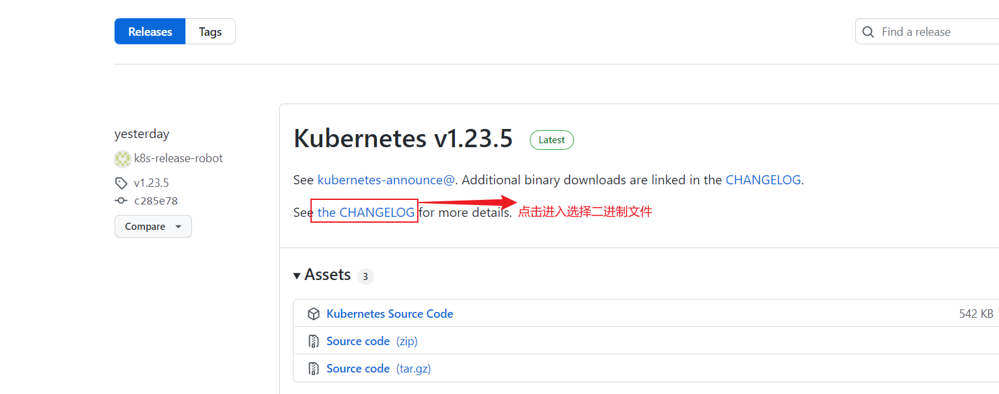 Releases Tags Find a release
yesterday
k8s-release-robot
v1.23.5
c285e78
Compare
Kubernetes v1.23.5 Latest
See kubernetes-announce@. Additional binary downloads are linked in the CHANGELOG.
See the CHANGELOG for more details. 点击进入选择二进制文件
Assets 3
Kubernetes Source Code 542 KB
Source code (zip)
Source code (tar.gz)